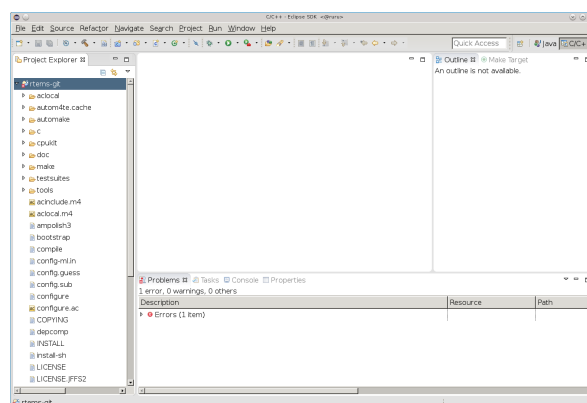 C/C++ - Eclipse SDK <@ruru>
File Edit Source Refactor Navigate Search Project Run Window Help
Quick Access
Java
C/C++
Project Explorer
rtems-git
aclocal
autom4te.cache
automake
c
cpukit
doc
make
testsuites
tools
acinclude.m4
aclocal.m4
ampolish3
bootstrap
compile
config-ml.in
config.guess
config.sub
configure
configure.ac
COPYING
depcomp
INSTALL
install-sh
LICENSE
LICENSE.JFFS2
Outline Make Target
An outline is not available.
Problems Tasks Console Properties
1 error, 0 warnings, 0 others
Description Resource Path
Errors (1 item)
rtems-git